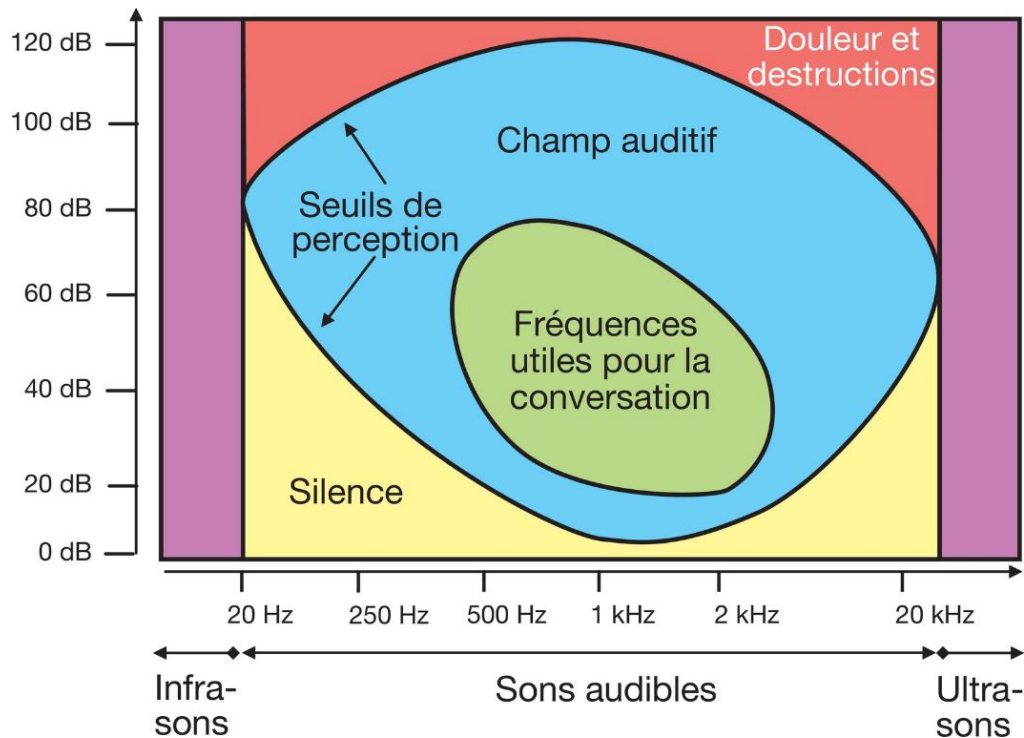 120 dB
100 dB
80 dB
60 dB
40 dB
20 dB
0 dB
Douleur et
destructions
Champ auditif
Seuils de
perception
Fréquences
utiles pour la
conversation
Silence
20 Hz
250 Hz
500 Hz
1 kHz
2 kHz
20 kHz
Infra-
sons
Sons audibles
Ultra-
sons